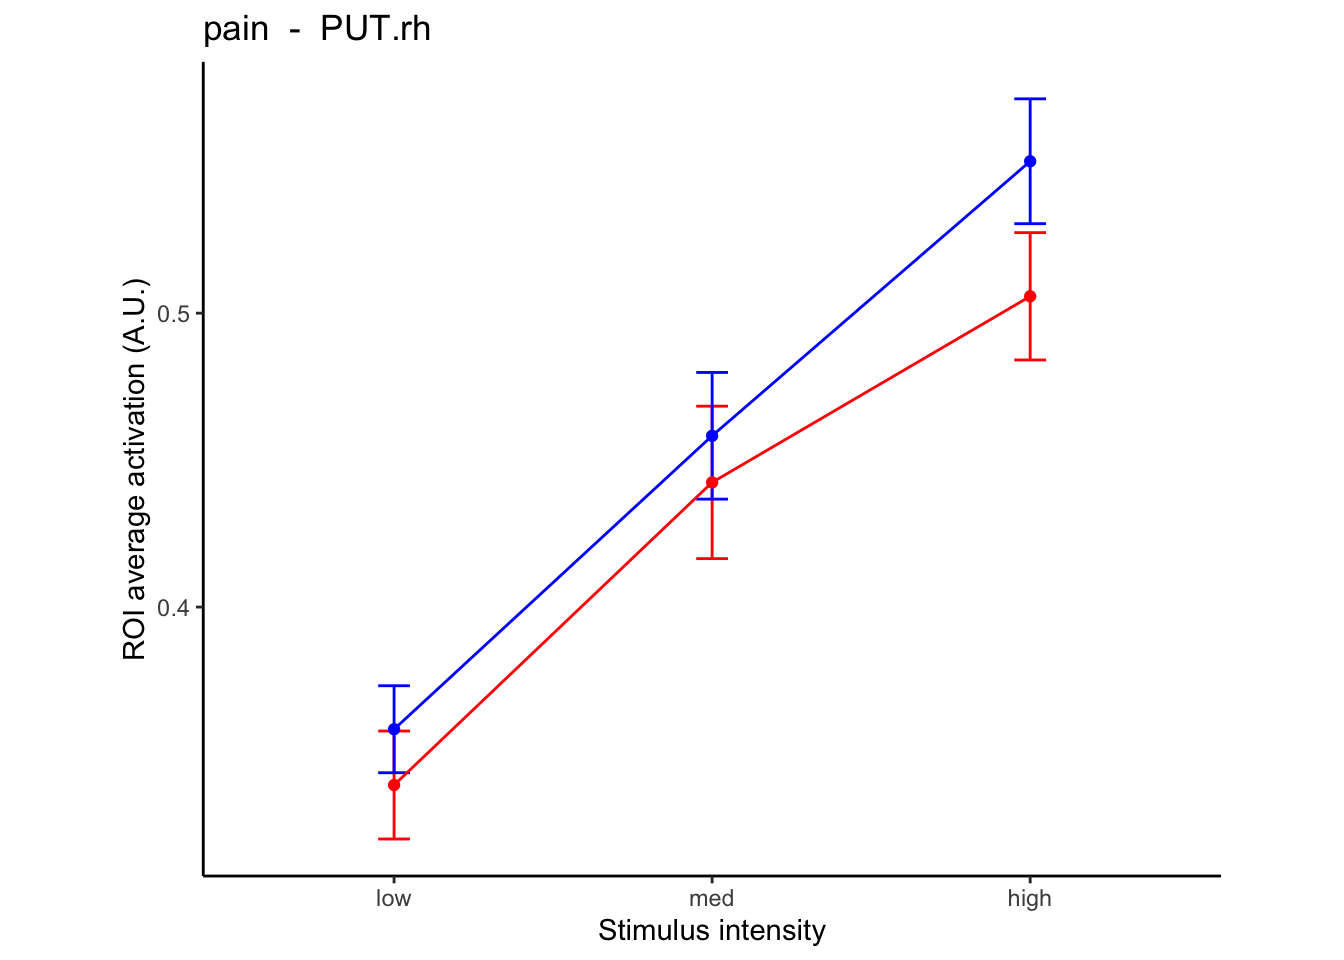 pain - PUT.rh
ROI average activation (A.U.)
0.5
0.4
low med high
Stimulus intensity